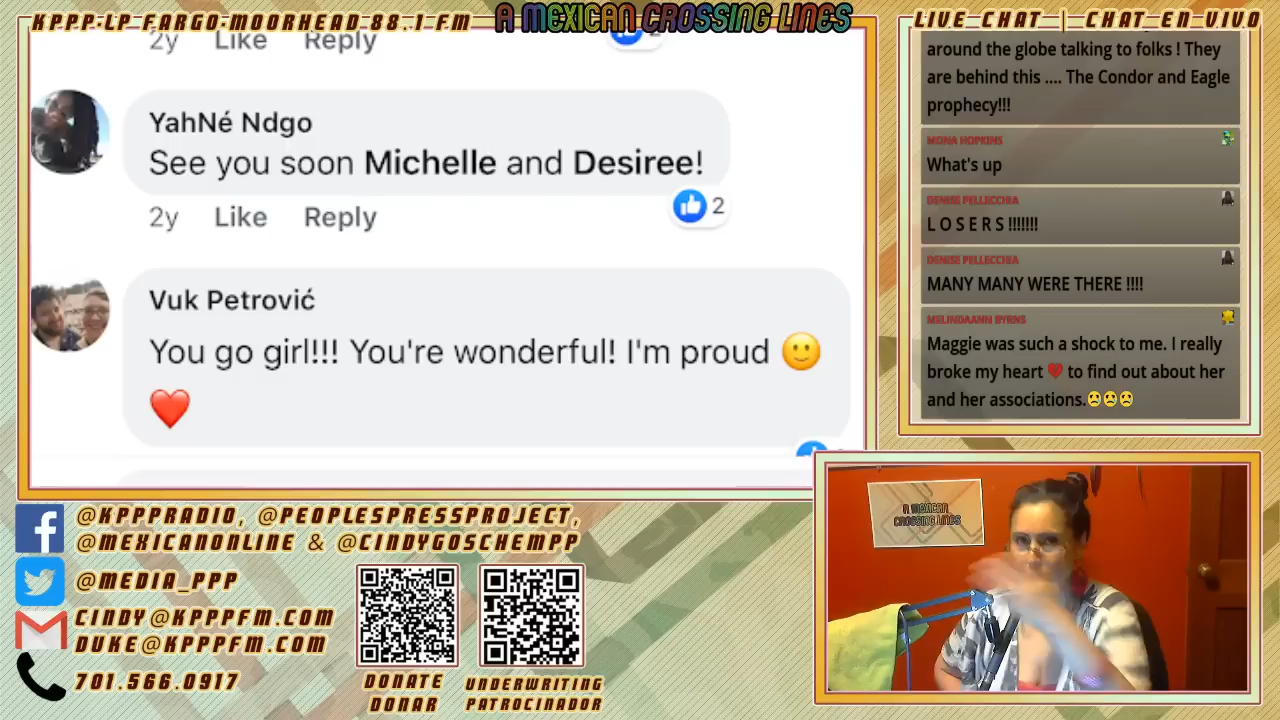 KPPP-LP FARGO-MOORHEAD 88.1 FM
A MEXICAN CROSSING LINES
LIVE CHAT | CHAT EN VIVO
2y Like Reply
YahNé Ndgo
See you soon Michelle and Desiree!
2y Like Reply
2
Vuk Petrović
You go girl!!! You're wonderful! I'm proud 🙂
❤️
around the globe talking to folks ! They
are behind this .... The Condor and Eagle
prophecy!!!
MONA HOPKINS
What's up
DENISE PELLECCHIA
L O S E R S !!!!!!!
DENISE PELLECCHIA
MANY MANY WERE THERE !!!!
MELINDAANN BYRNS
Maggie was such a shock to me. I really
broke my heart ❤️ to find out about her
and her associations.😢😢😢
A MEXICAN
CROSSING LINES
@KPPPRADIO, @PEOPLESPRESSPROJECT,
@MEXICANONLINE & @CINDYGOSCHEMPP
@MEDIA_PPP
CINDY@KPPPFM.COM
DUKE@KPPPFM.COM
701.566.0917
DONATE
DONAR
UNDERWRITING
PATROCINADOR